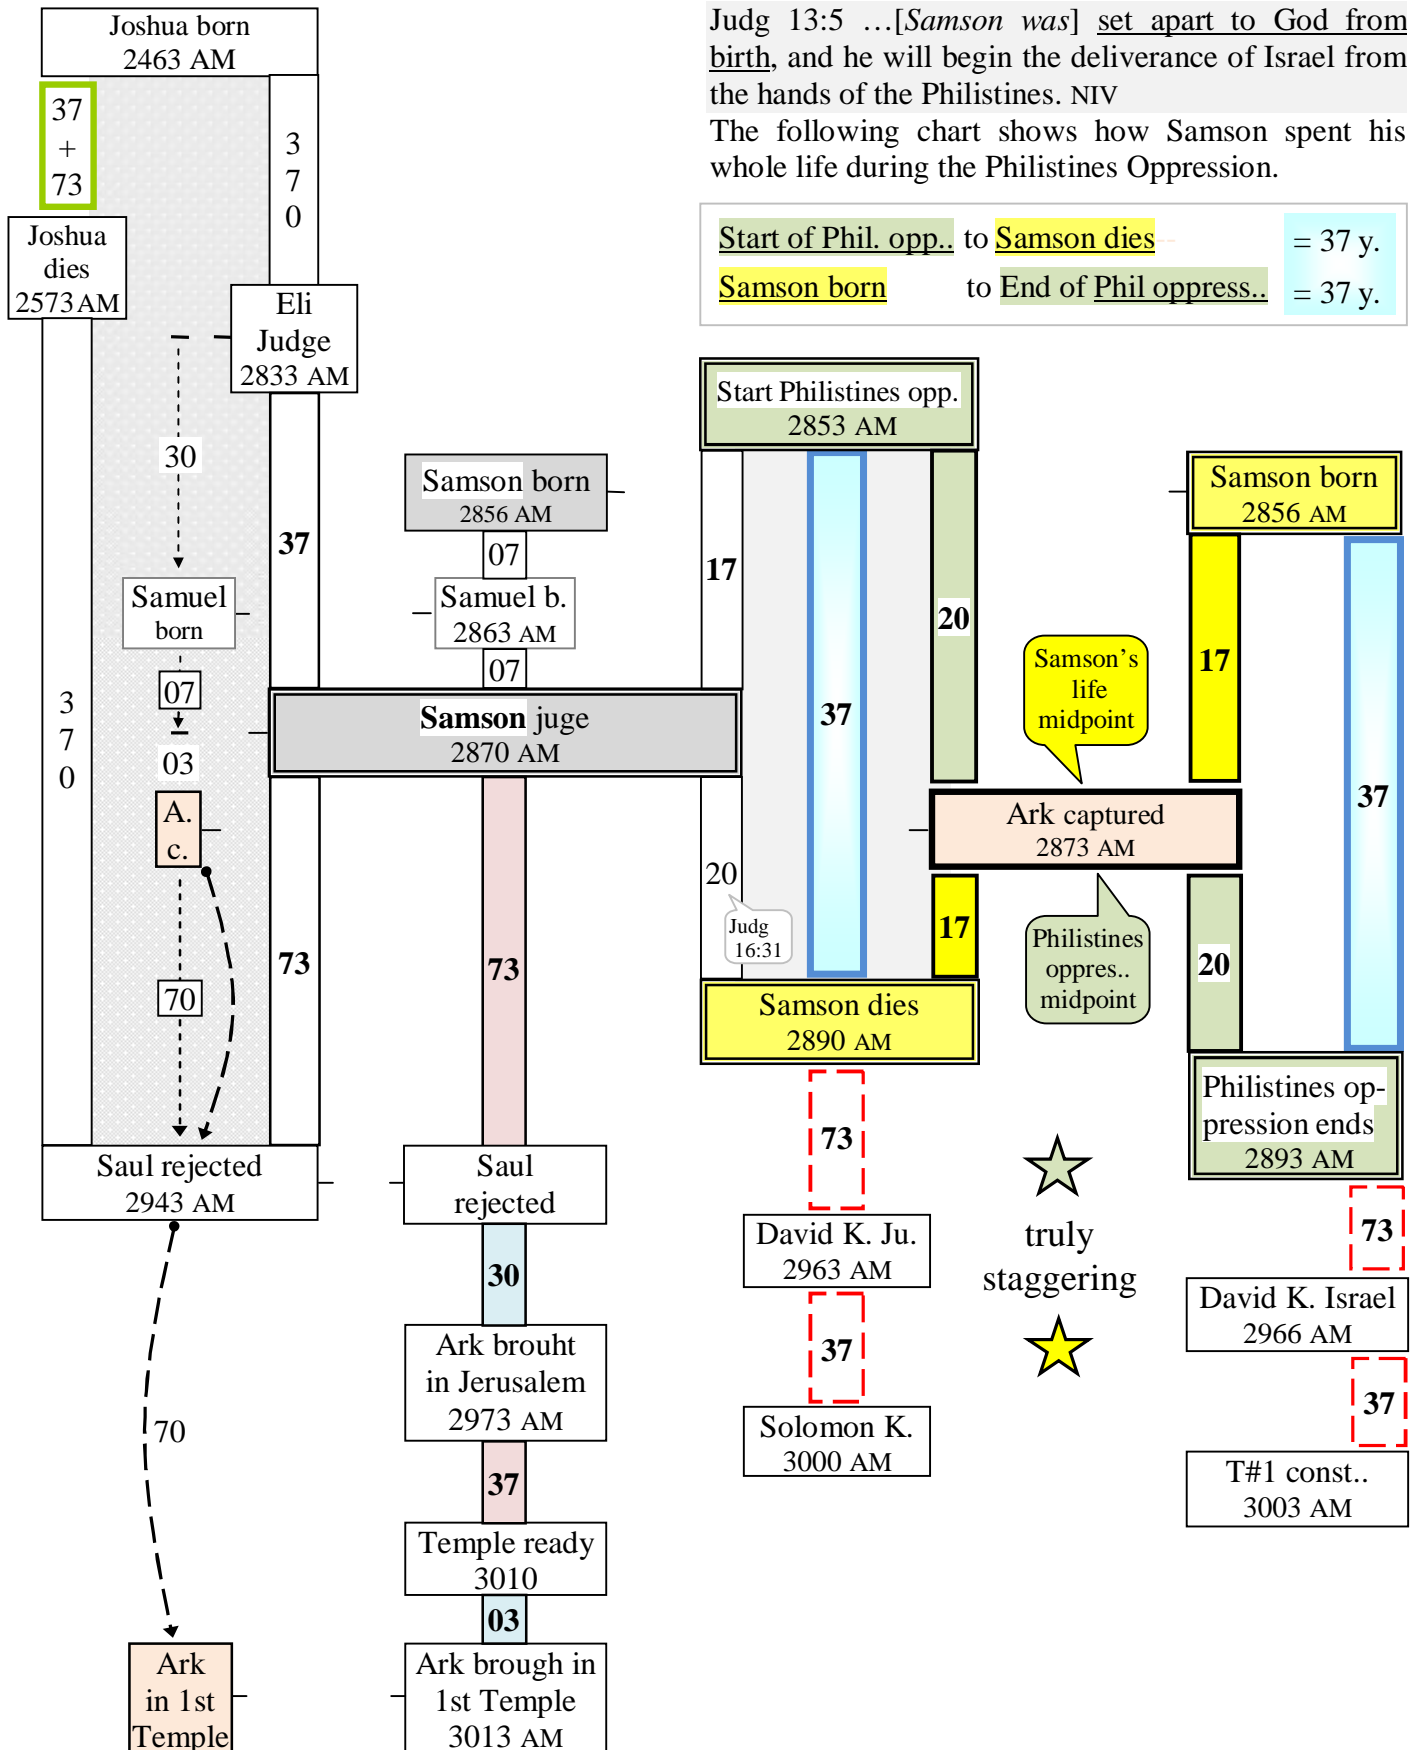 Joshua born
2463 AM
37
+
73
3
7
0
Joshua
dies
2573AM
Eli
Judge
2833 AM
30
37
Samuel
born
07
03
3
7
0
A.
c.
70
73
Saul rejected
2943 AM
70
Ark
in 1st
Temple
Samson born
2856 AM
07
Samuel b.
2863 AM
07
Samson juge
2870 AM
73
Saul
rejected
30
Ark brouht
in Jerusalem
2973 AM
37
Temple ready
3010
03
Ark brough in
1st Temple
3013 AM
Judg 13:5 …[Samson was] set apart to God from
birth, and he will begin the deliverance of Israel from
the hands of the Philistines. NIV
The following chart shows how Samson spent his
whole life during the Philistines Oppression.
Start of Phil. opp.. to Samson dies = 37 y.
Samson born to End of Phil oppress.. = 37 y.
Start Philistines opp.
2853 AM
17
37
20
20
Judg
16:31
17
Samson dies
2890 AM
73
David K. Ju.
2963 AM
37
Solomon K.
3000 AM
Samson's
life
midpoint
Ark captured
2873 AM
Philistines
oppres..
midpoint
truly
staggering
Samson born
2856 AM
17
37
20
Philistines op-
pression ends
2893 AM
73
David K. Israel
2966 AM
37
T#1 const..
3003 AM